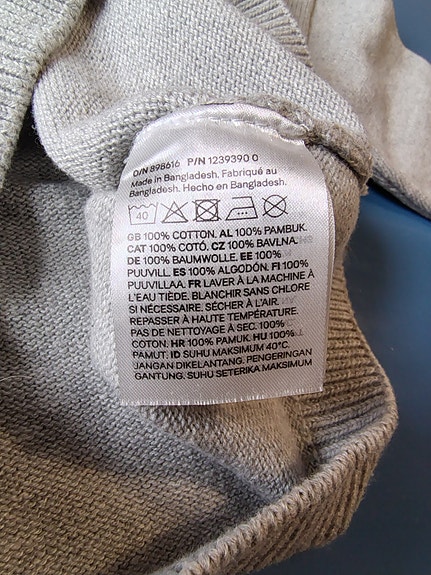 O/N 898616 P/N 1239390 0
Made in Bangladesh. Fabriqué au
Bangladesh. Hecho en Bangladesh.
40
GB 100% COTTON. AL 100% PAMBUK.
CAT 100% COTÓ. CZ 100% BAVLNA.
DE 100% BAUMWOLLE. EE 100%
PUUVILL. ES 100% ALGODÓN. FI 100%
PUUVILLAA. FR LAVER À LA MACHINE À
L'EAU TIÈDE. BLANCHIR SANS CHLORE
SI NÉCESSAIRE. SÉCHER À L'AIR.
REPASSER À HAUTE TEMPÉRATURE.
PAS DE NETTOYAGE À SEC. 100%
COTON. HR 100% PAMUK. HU 100%
PAMUT. ID SUHU MAKSIMUM 40°C.
JANGAN DIKELANTANG. PENGERINGAN
GANTUNG. SUHU SETERIKA MAKSIMUM